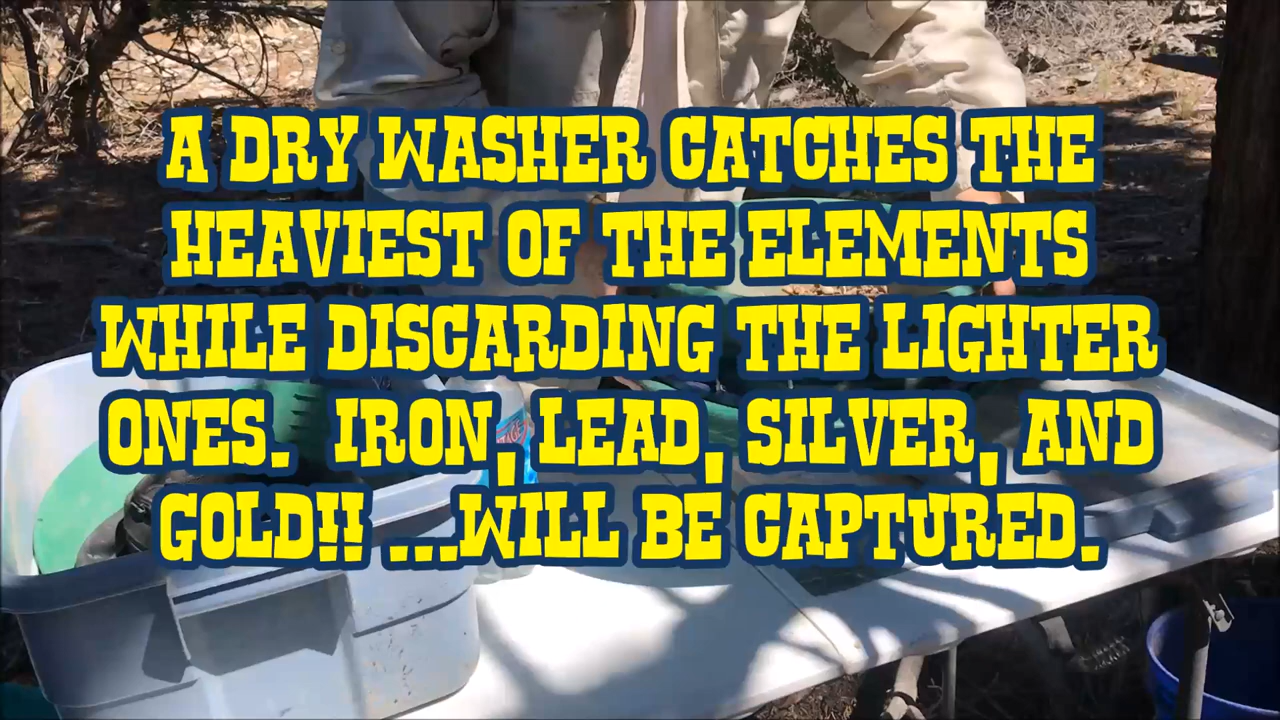 A DRY WASHER CATCHES THE
HEAVIEST OF THE ELEMENTS
WHILE DISCARDING THE LIGHTER
ONES. IRON, LEAD, SILVER, AND
GOLD!! ...WILL BE CAPTURED.